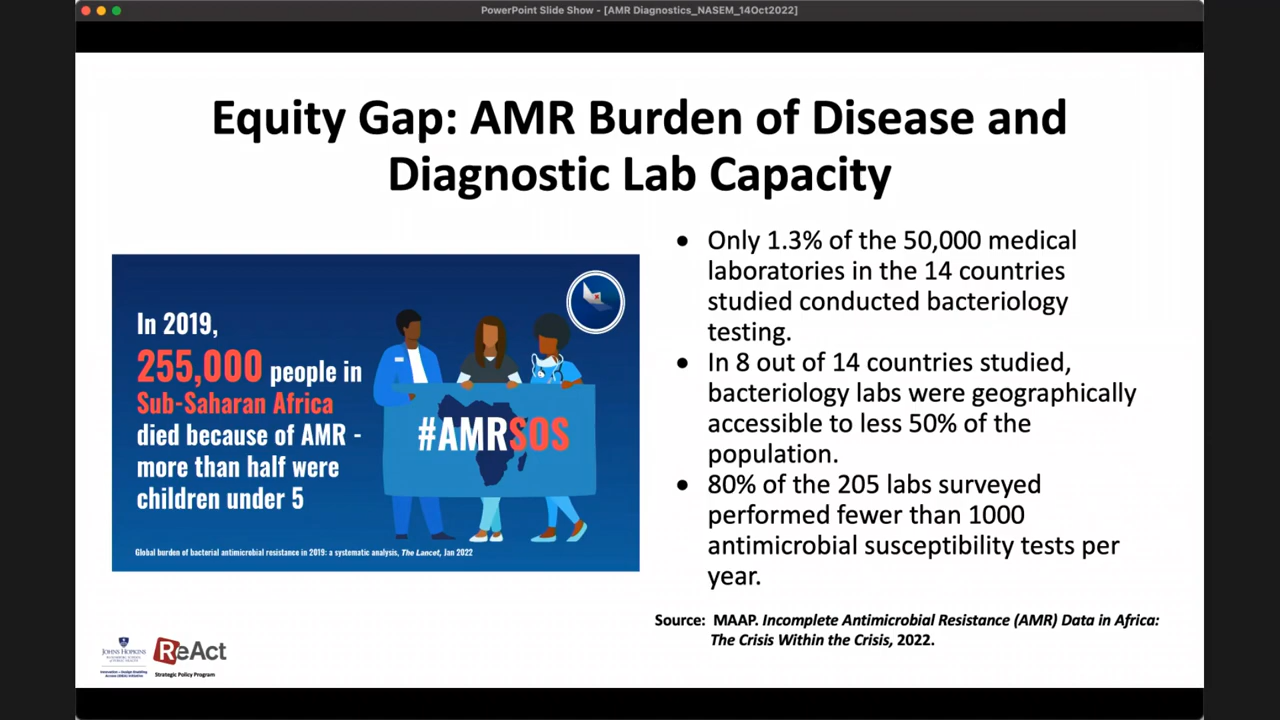 PowerPoint Slide Show - [AMR Diagnostics_NASEM_14Oct2022]
Equity Gap: AMR Burden of Disease and
Diagnostic Lab Capacity
In 2019,
255,000 people in
Sub-Saharan Africa
died because of AMR -
more than half were
children under 5
#AMRSOS
Global burden of bacterial antimicrobial resistance in 2019: a systematic analysis, The Lancet, Jan 2022
• Only 1.3% of the 50,000 medical
laboratories in the 14 countries
studied conducted bacteriology
testing.
• In 8 out of 14 countries studied,
bacteriology labs were geographically
accessible to less 50% of the
population.
• 80% of the 205 labs surveyed
performed fewer than 1000
antimicrobial susceptibility tests per
year.
Source: MAAP. Incomplete Antimicrobial Resistance (AMR) Data in Africa:
The Crisis Within the Crisis, 2022.
JOHNS HOPKINS
ReAct
Strategic Policy Program